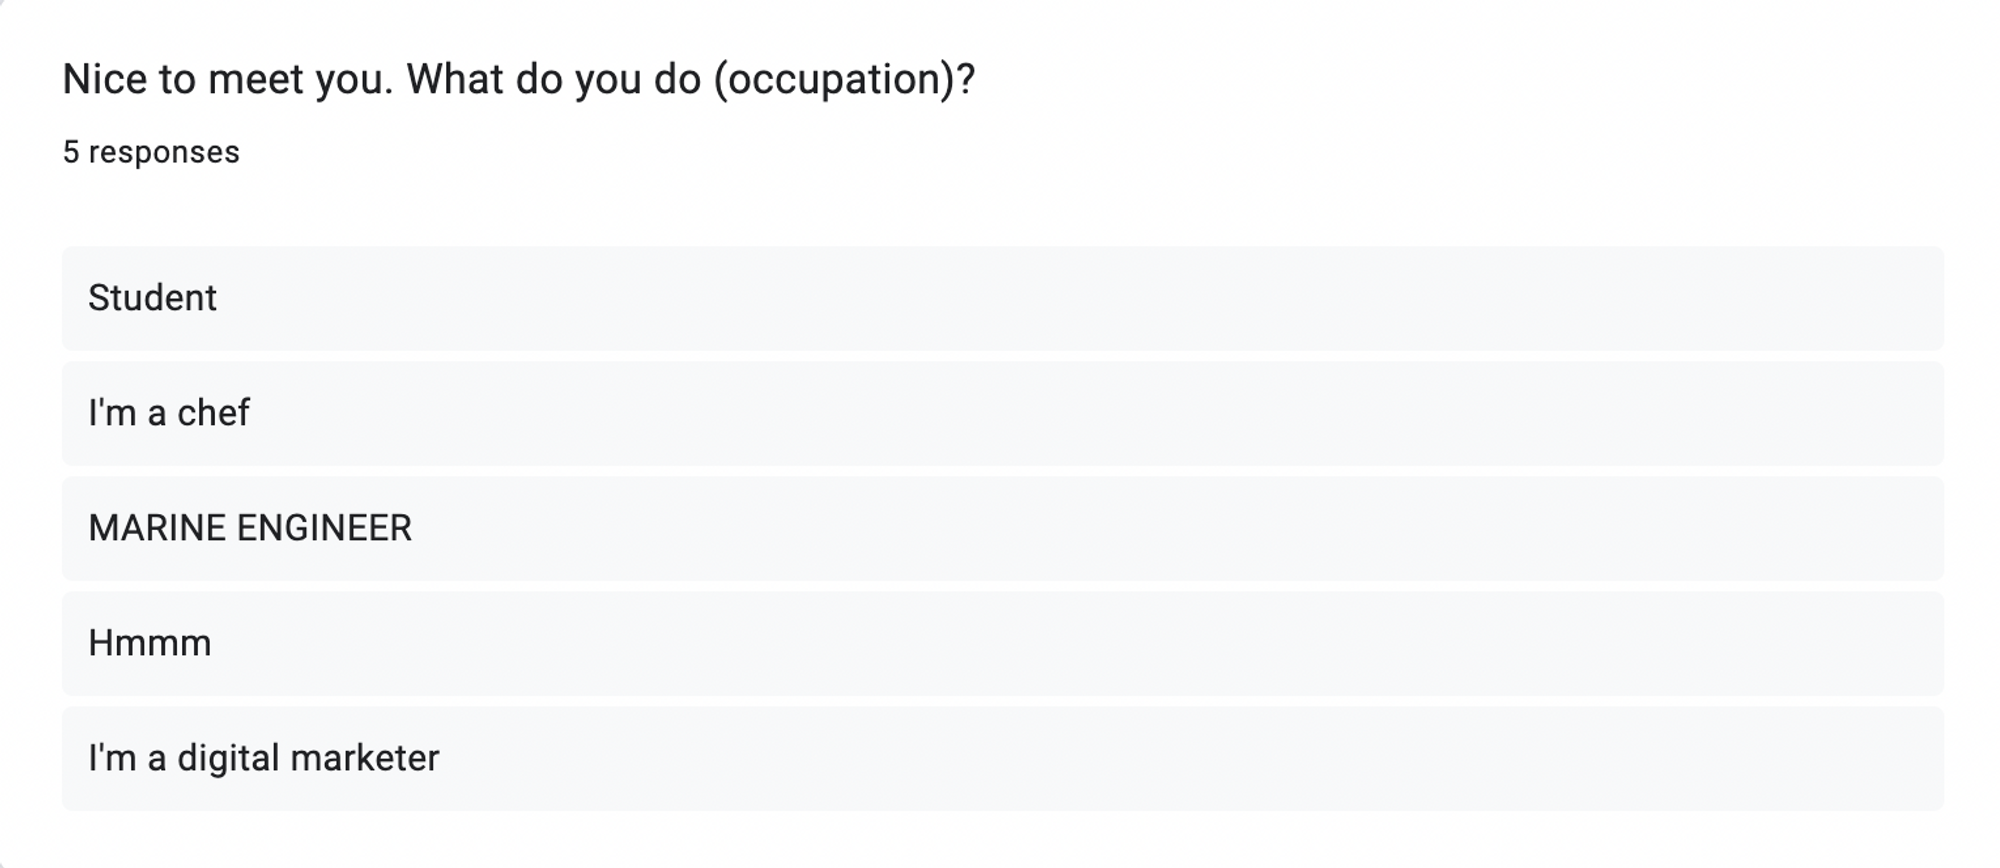 Nice to meet you. What do you do (occupation)?
5 responses
Student
I'm a chef
MARINE ENGINEER
Hmmm
I'm a digital marketer